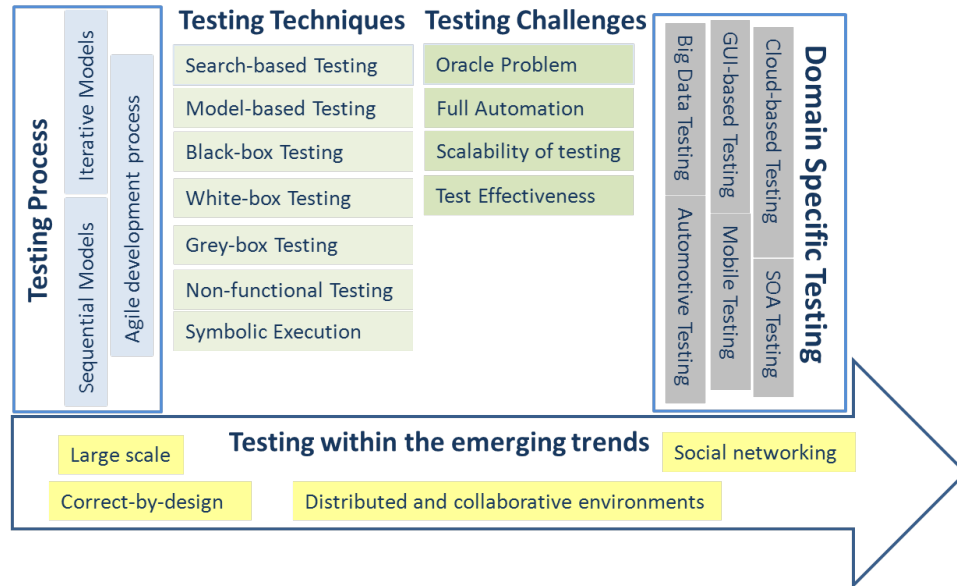 Testing Process
Iterative Models
Sequential Models
Agile development process
Testing Techniques
Search-based Testing
Model-based Testing
Black-box Testing
White-box Testing
Grey-box Testing
Non-functional Testing
Symbolic Execution
Testing Challenges
Oracle Problem
Full Automation
Scalability of testing
Test Effectiveness
Big Data Testing
Automotive Testing
GUI-based Testing
Mobile Testing
Cloud-based Testing
SOA Testing
Domain Specific Testing
Testing within the emerging trends
Large scale
Social networking
Correct-by-design
Distributed and collaborative environments